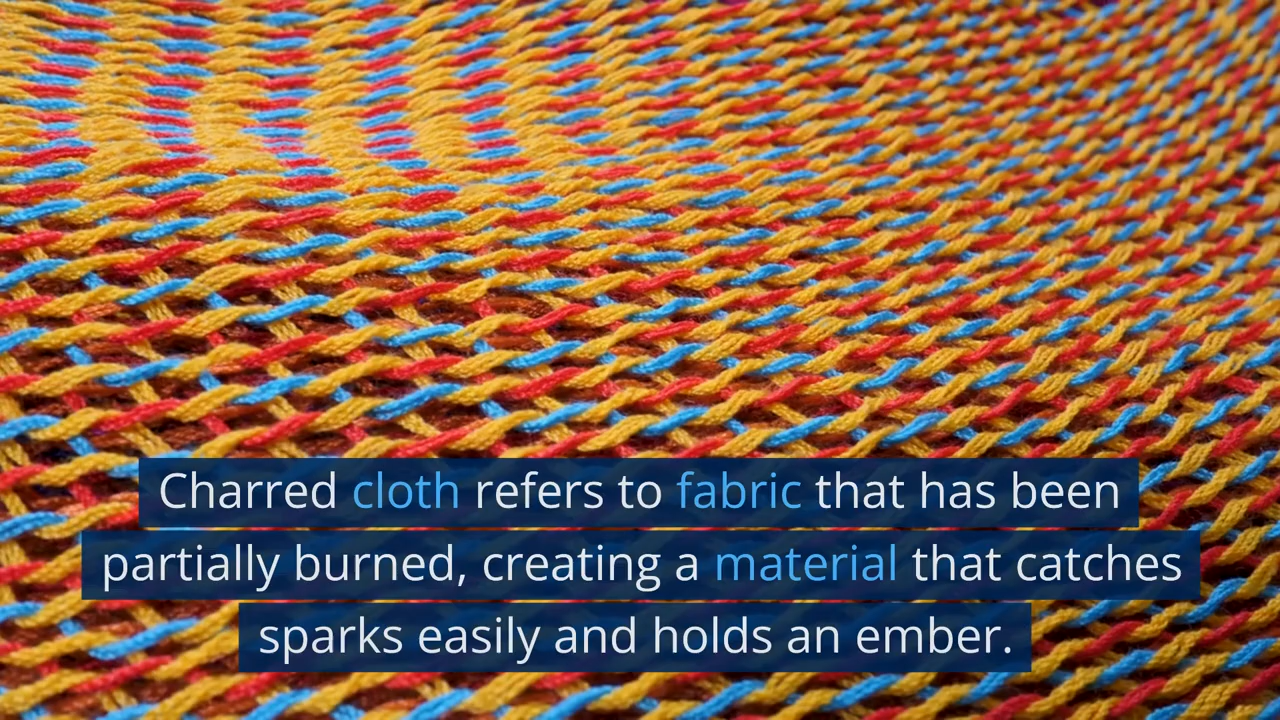 Charred cloth refers to fabric that has been
partially burned, creating a material that catches
sparks easily and holds an ember.